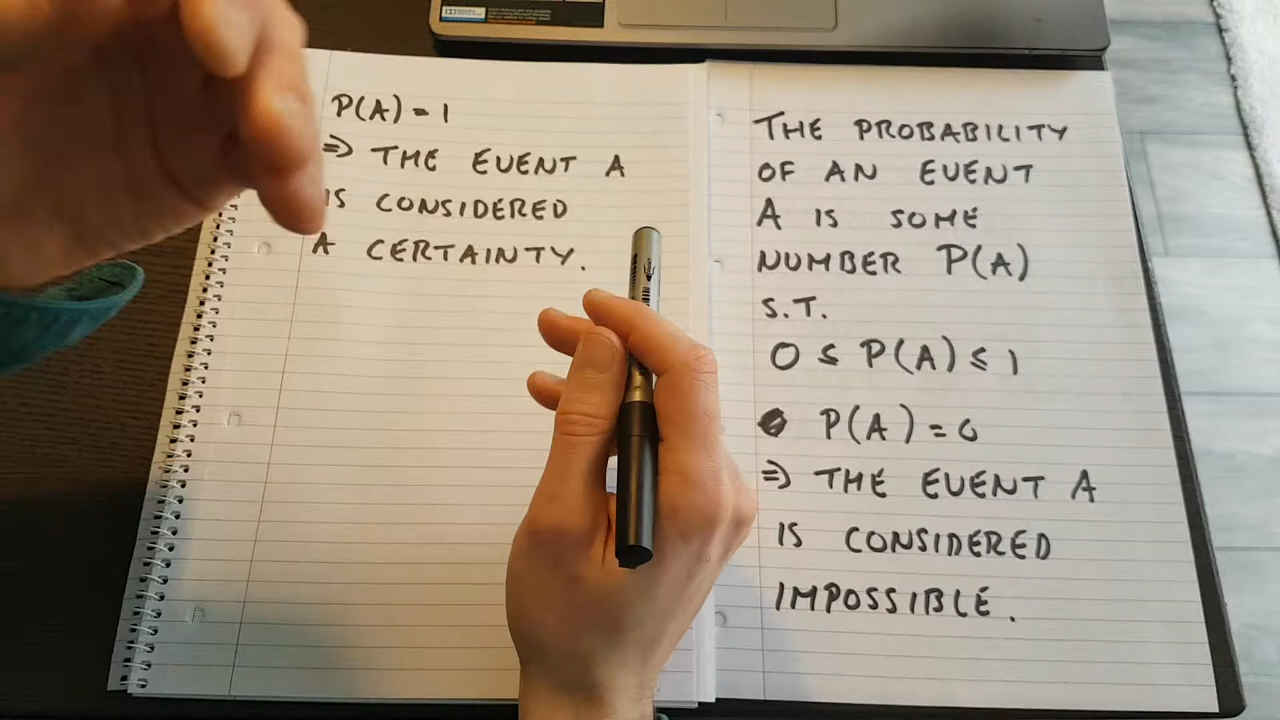 P(A) = 1
⇒ THE EVENT A
IS CONSIDERED
A CERTAINTY.
THE PROBABILITY
OF AN EVENT
A IS SOME
NUMBER P(A)
S.T.
0 ≤ P(A) ≤ 1
P(A) = 0
⇒ THE EVENT A
IS CONSIDERED
IMPOSSIBLE.